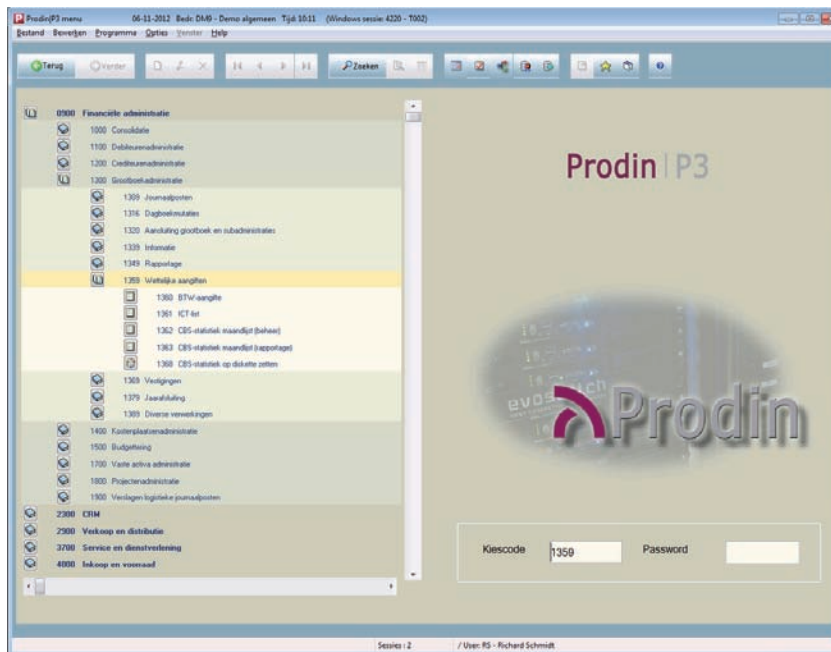 Prodin(P3 menu 06-11-2012 Bedr: DM9 - Demo algemeen Tijd: 10:11 (Windows sessie: 4220 - T002)
Bestand Bewerken Programma Opties Venster Help
Terug Verder Zoeken
0900 Financiële administratie
1000 Consolidatie
1100 Debiteurenadministratie
1200 Crediteurenadministratie
1300 Grootboekadministratie
1309 Journaalposten
1316 Dagboekmutaties
1320 Aansluiting grootboek en subadministraties
1339 Informatie
1349 Rapportage
1359 Wettelijke aangiften
1360 BTW-aangifte
1361 ICT-list
1362 CBS-statistiek maandlijst (beheer)
1363 CBS-statistiek maandlijst (rapportage)
1368 CBS-statistiek op diskette zetten
1369 Vestigingen
1379 Jaarafsluiting
1389 Diverse verwerkingen
1400 Kostenplaatsenadministratie
1500 Budgettering
1700 Vaste activa administratie
1800 Projectenadministratie
1900 Verslagen logistieke journaalposten
2300 CRM
2900 Verkoop en distributie
3700 Service en dienstverlening
4000 Inkoop en voorraad
Prodin P3
evoswitch
Prodin
Kiescode 1359 Password
Sessies : 2 / User: RS - Richard Schmidt